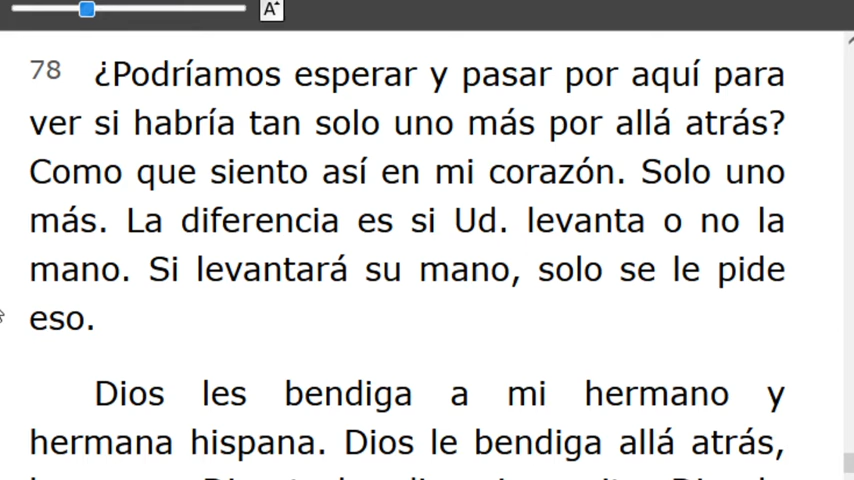 A
78 ¿Podríamos esperar y pasar por aquí para
ver si habría tan solo uno más por allá atrás?
Como que siento así en mi corazón. Solo uno
más. La diferencia es si Ud. levanta o no la
mano. Si levantará su mano, solo se le pide
eso.
Dios les bendiga a mi hermano y
hermana hispana. Dios le bendiga allá atrás,